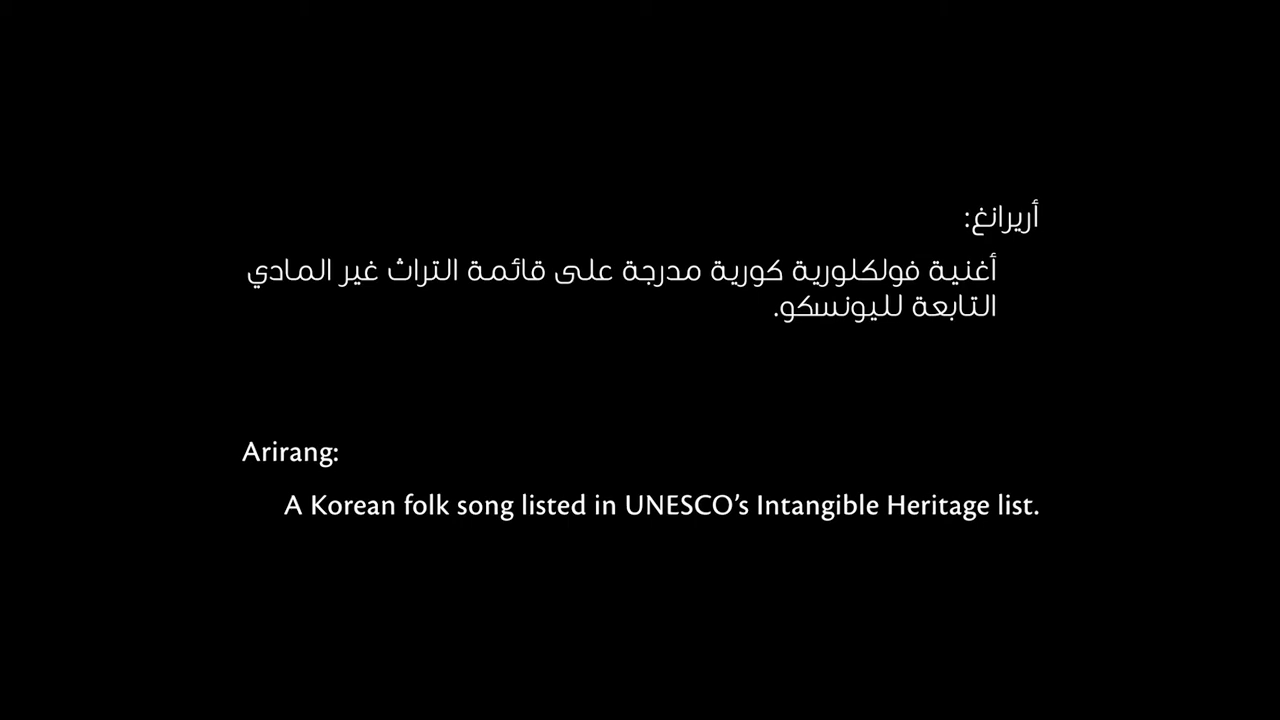 أريرانغ:
أغنية فولكلورية كورية مدرجة على قائمة التراث غير المادي
التابعة لليونسكو.
Arirang:
A Korean folk song listed in UNESCO’s Intangible Heritage list.